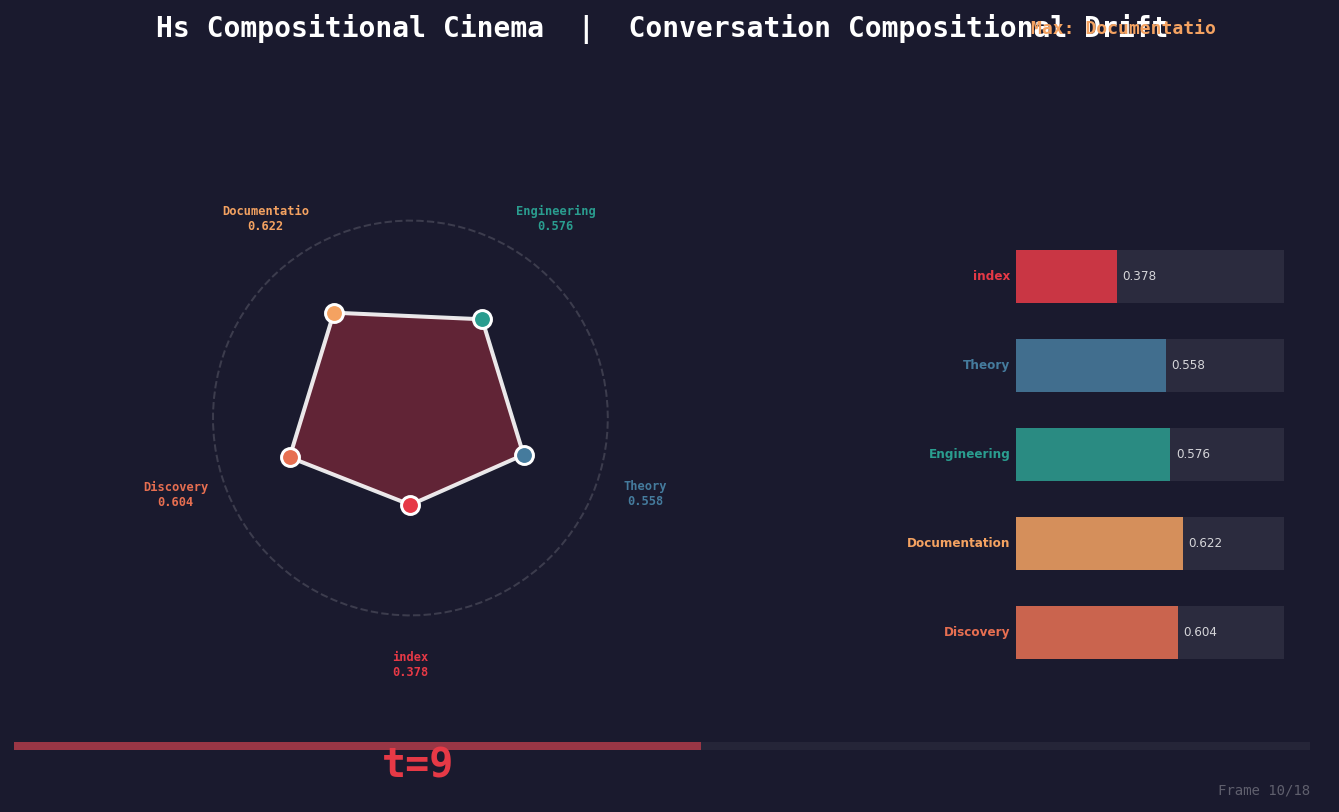 Hs Compositional Cinema | Conversation Compositional Drift
Max: Documentatio
Documentatio
0.622
Engineering
0.576
Discovery
0.604
Theory
0.558
index
0.378
index
0.378
Theory
0.558
Engineering
0.576
Documentation
0.622
Discovery
0.604
t=9
Frame 10/18